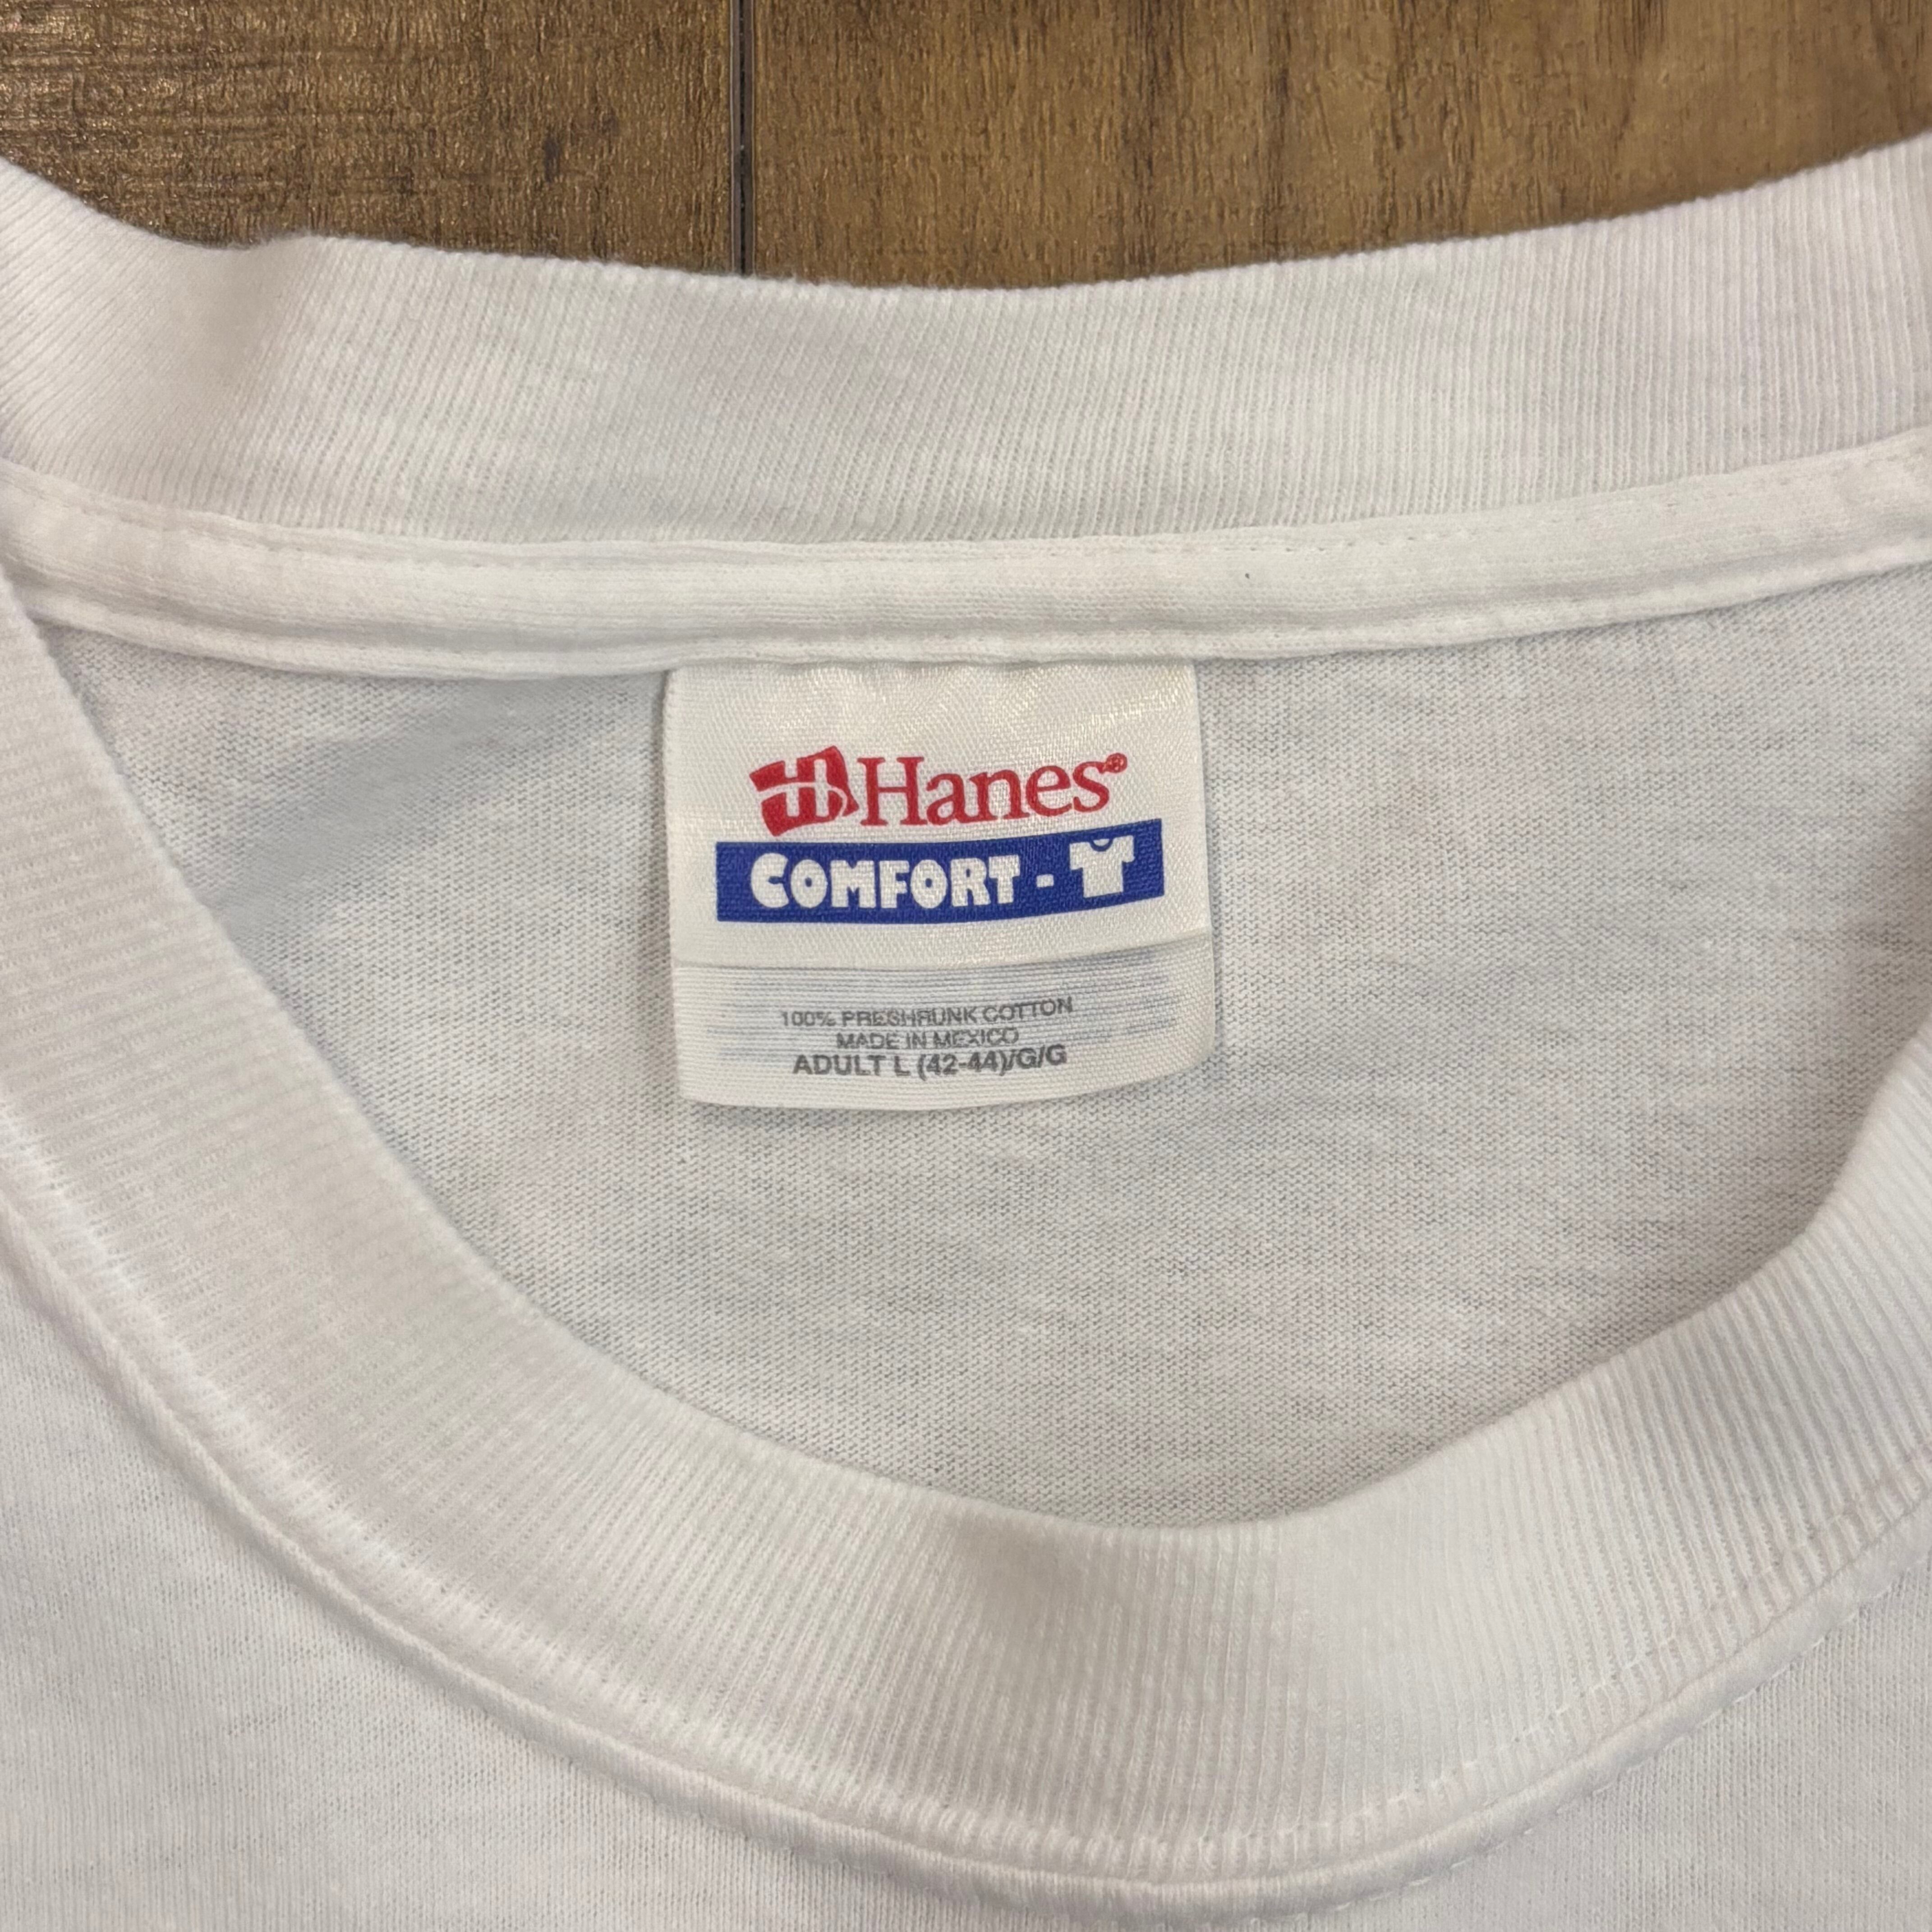 Hanes®
COMFORT -
100% PRESHRUNK COTTON
MADE IN MEXICO
ADULT L (42-44)/G/G